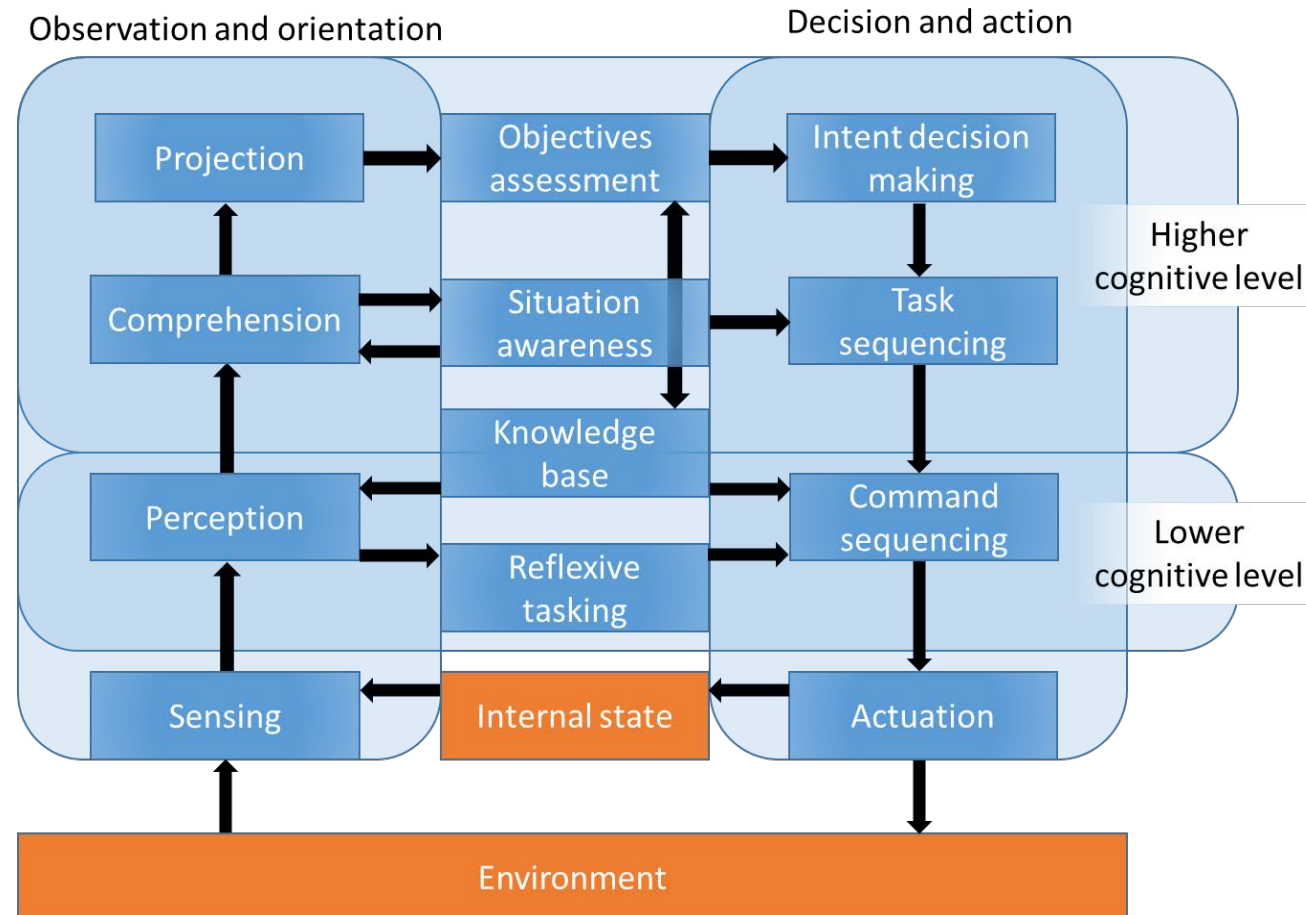 Observation and orientation
Decision and action
Projection
Objectives
assessment
Intent decision
making
Higher
cognitive level
Comprehension
Situation
awareness
Task
sequencing
Knowledge
base
Perception
Command
sequencing
Lower
cognitive level
Reflexive
tasking
Sensing
Internal state
Actuation
Environment